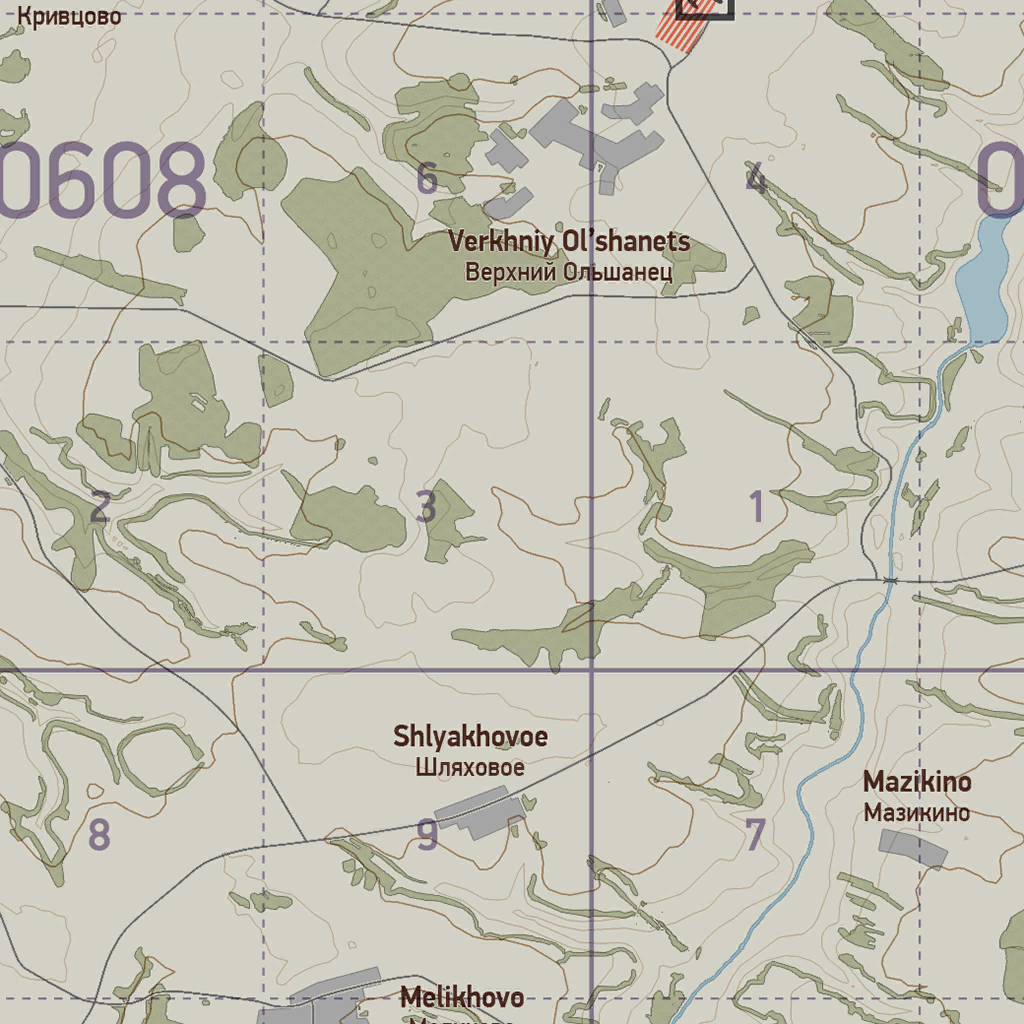 Кривцово
0608
0
6
4
Verkhniy Ol'shanets
Верхний Ольшанец
2
3
1
Shlyakhovoe
Шляховое
Mazikino
Мазикино
8
9
7
Melikhovo